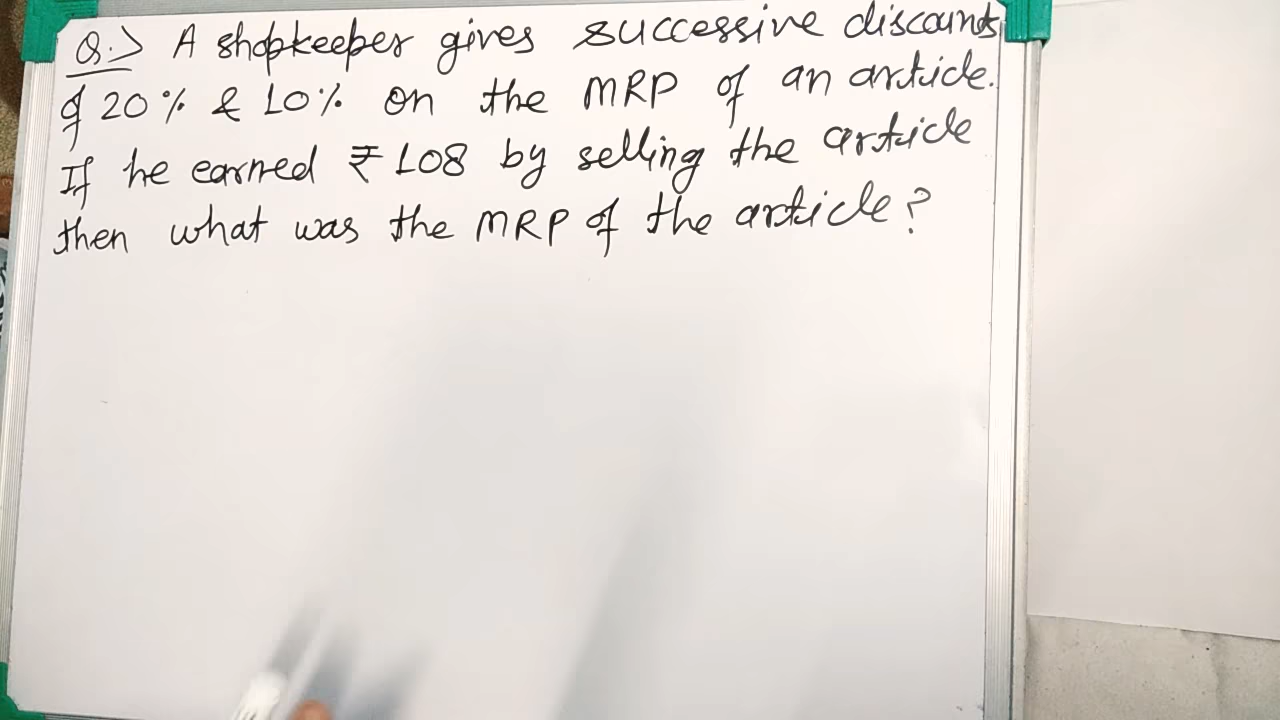 Q.> A shopkeeper gives successive discounts
of 20% & 10% on the MRP of an article.
If he earned ₹108 by selling the article
then what was the MRP of the article?